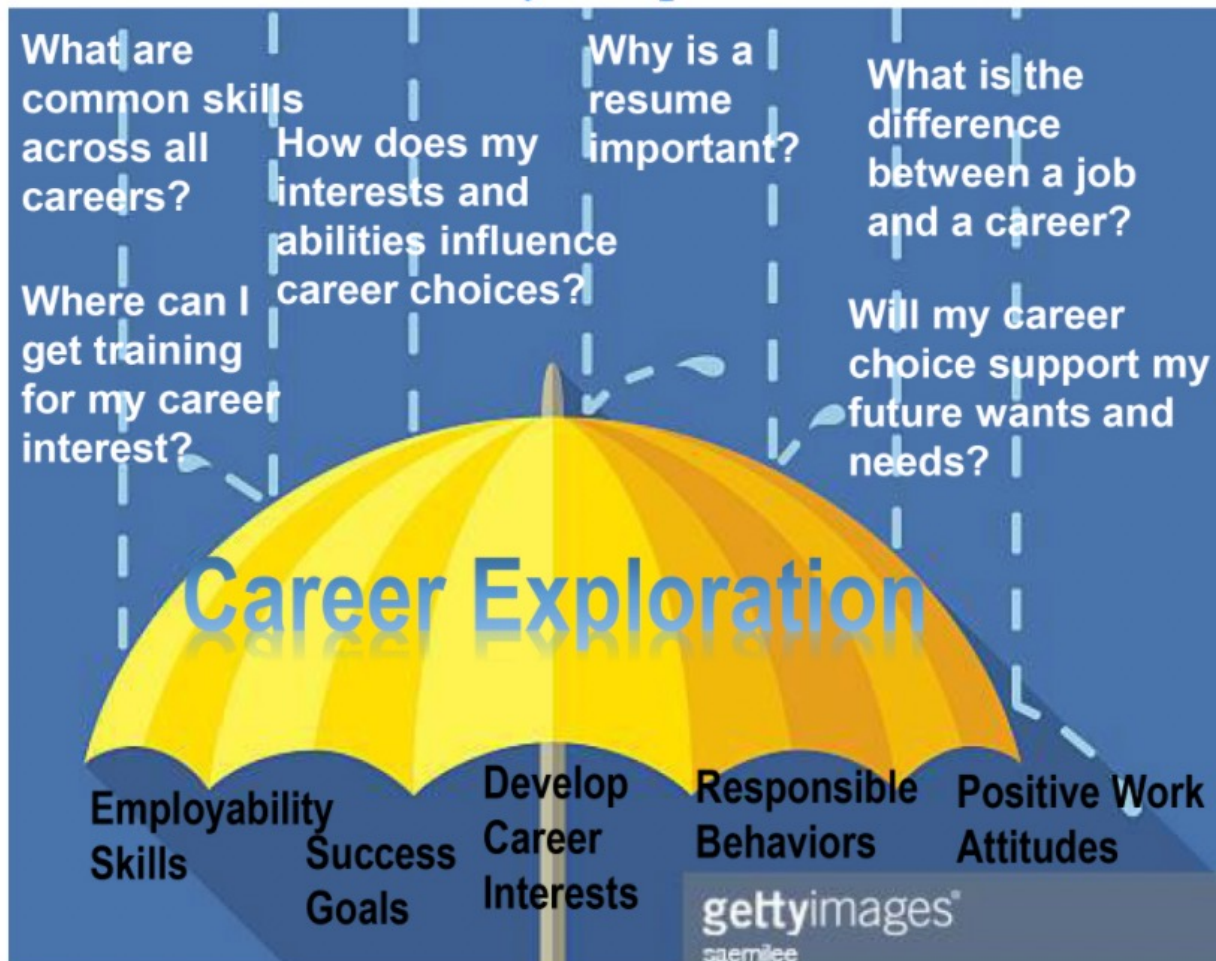 What are
common skills
across all
careers?
How does my
interests and
abilities influence
career choices?
Why is a
resume
important?
What is the
difference
between a job
and a career?
Where can I
get training
for my career
interest?
Will my career
choice support my
future wants and
needs?
Career Exploration
Employability
Skills
Success
Goals
Develop
Career
Interests
Responsible
Behaviors
Positive Work
Attitudes
gettyimages®
saemilee